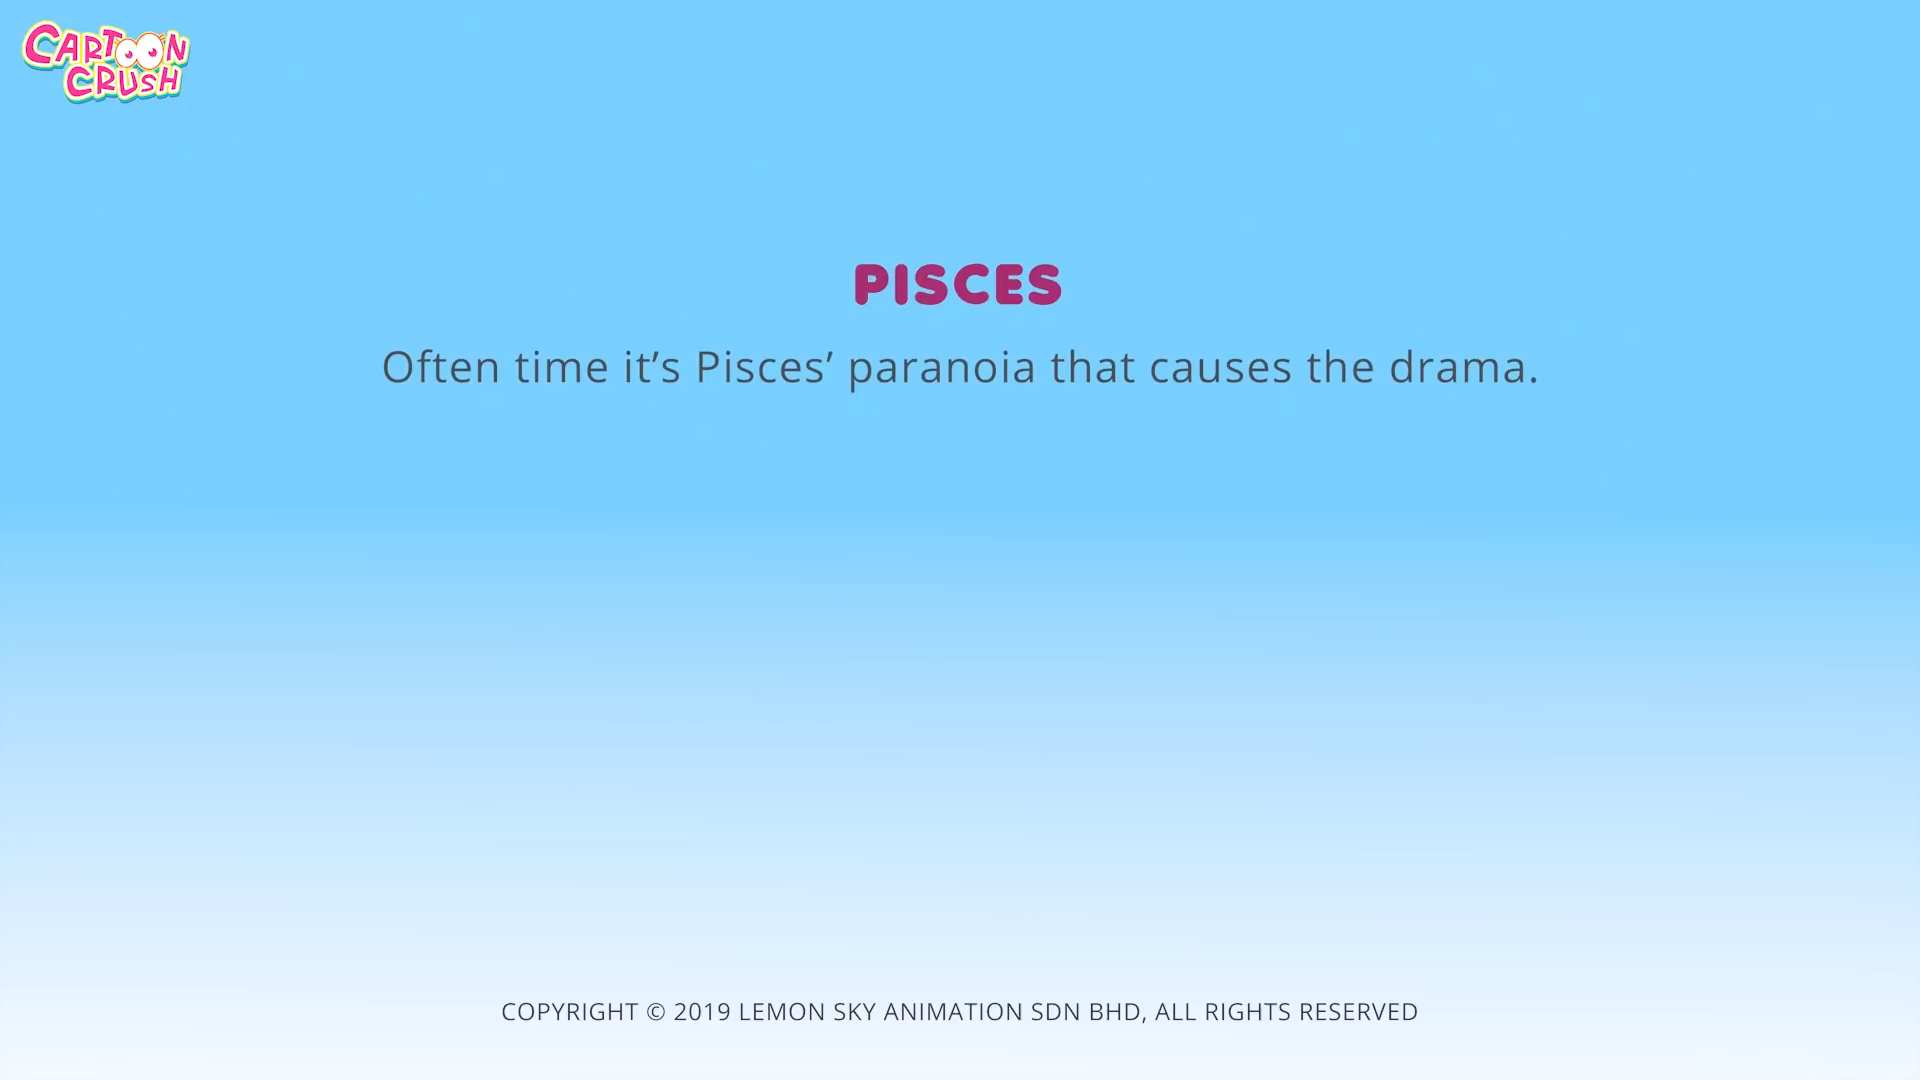 CARTOON
CRUSH
PISCES
Often time it’s Pisces’ paranoia that causes the drama.
COPYRIGHT © 2019 LEMON SKY ANIMATION SDN BHD, ALL RIGHTS RESERVED